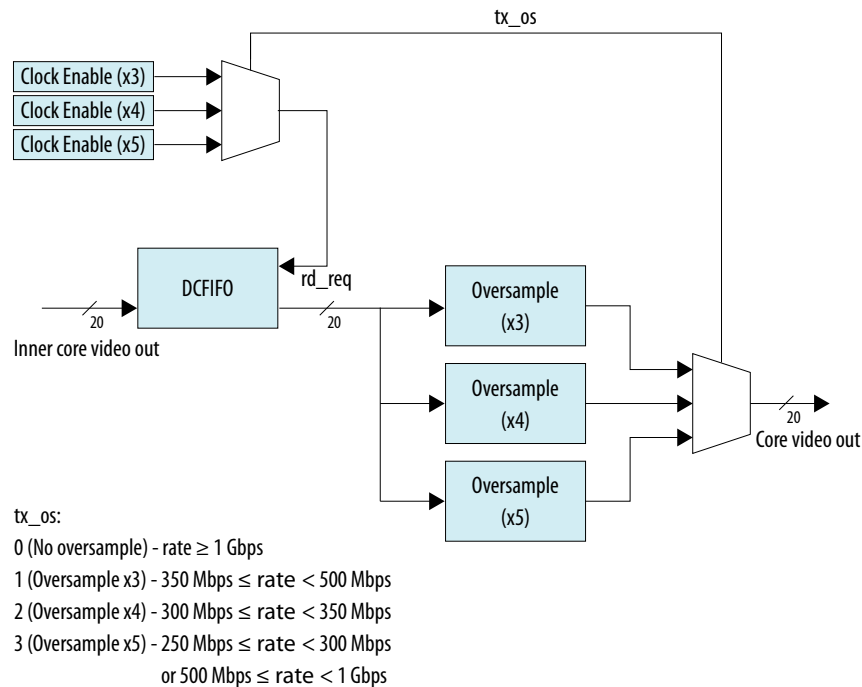 tx_os
Clock Enable (x3)
Clock Enable (x4)
Clock Enable (x5)
DCFIFO
rd_req
20
20
Inner core video out
Oversample
(x3)
Oversample
(x4)
Oversample
(x5)
20
Core video out
tx_os:
0 (No oversample) - rate ≥ 1 Gbps
1 (Oversample x3) - 350 Mbps ≤ rate < 500 Mbps
2 (Oversample x4) - 300 Mbps ≤ rate < 350 Mbps
3 (Oversample x5) - 250 Mbps ≤ rate < 300 Mbps
or 500 Mbps ≤ rate < 1 Gbps